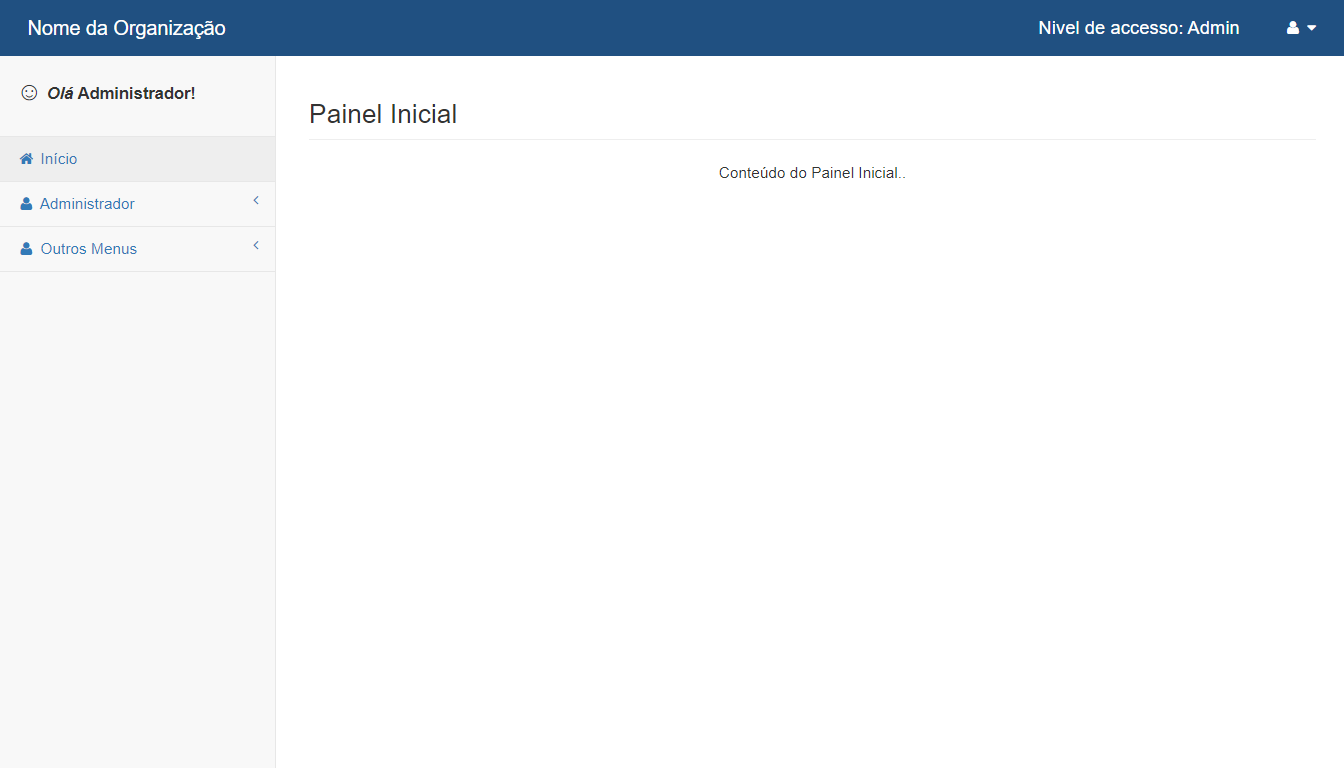 Nome da Organização
Nivel de accesso: Admin
Olá Administrador!
Início
Administrador
Outros Menus
Painel Inicial
Conteúdo do Painel Inicial..